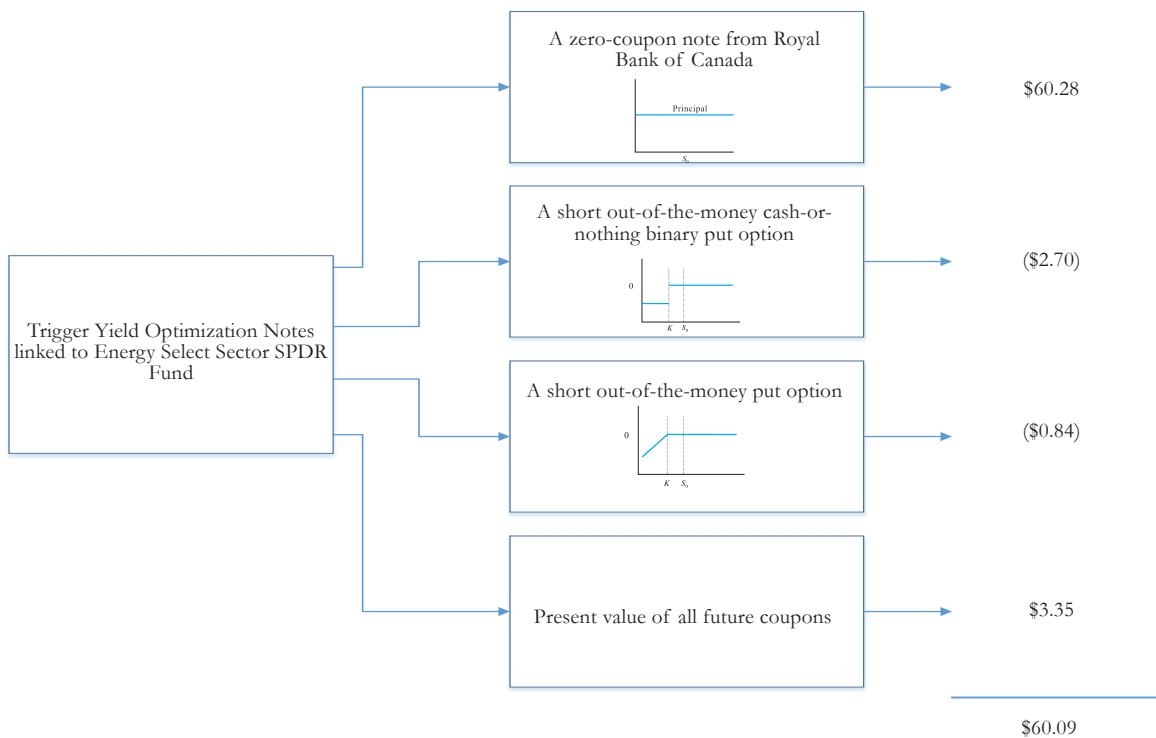 A zero-coupon note from Royal
Bank of Canada
Principal
S₀
$60.28
A short out-of-the-money cash-or-
nothing binary put option
0
K S₀
($2.70)
Trigger Yield Optimization Notes
linked to Energy Select Sector SPDR
Fund
A short out-of-the-money put option
0
K S₀
($0.84)
Present value of all future coupons
$3.35
$60.09